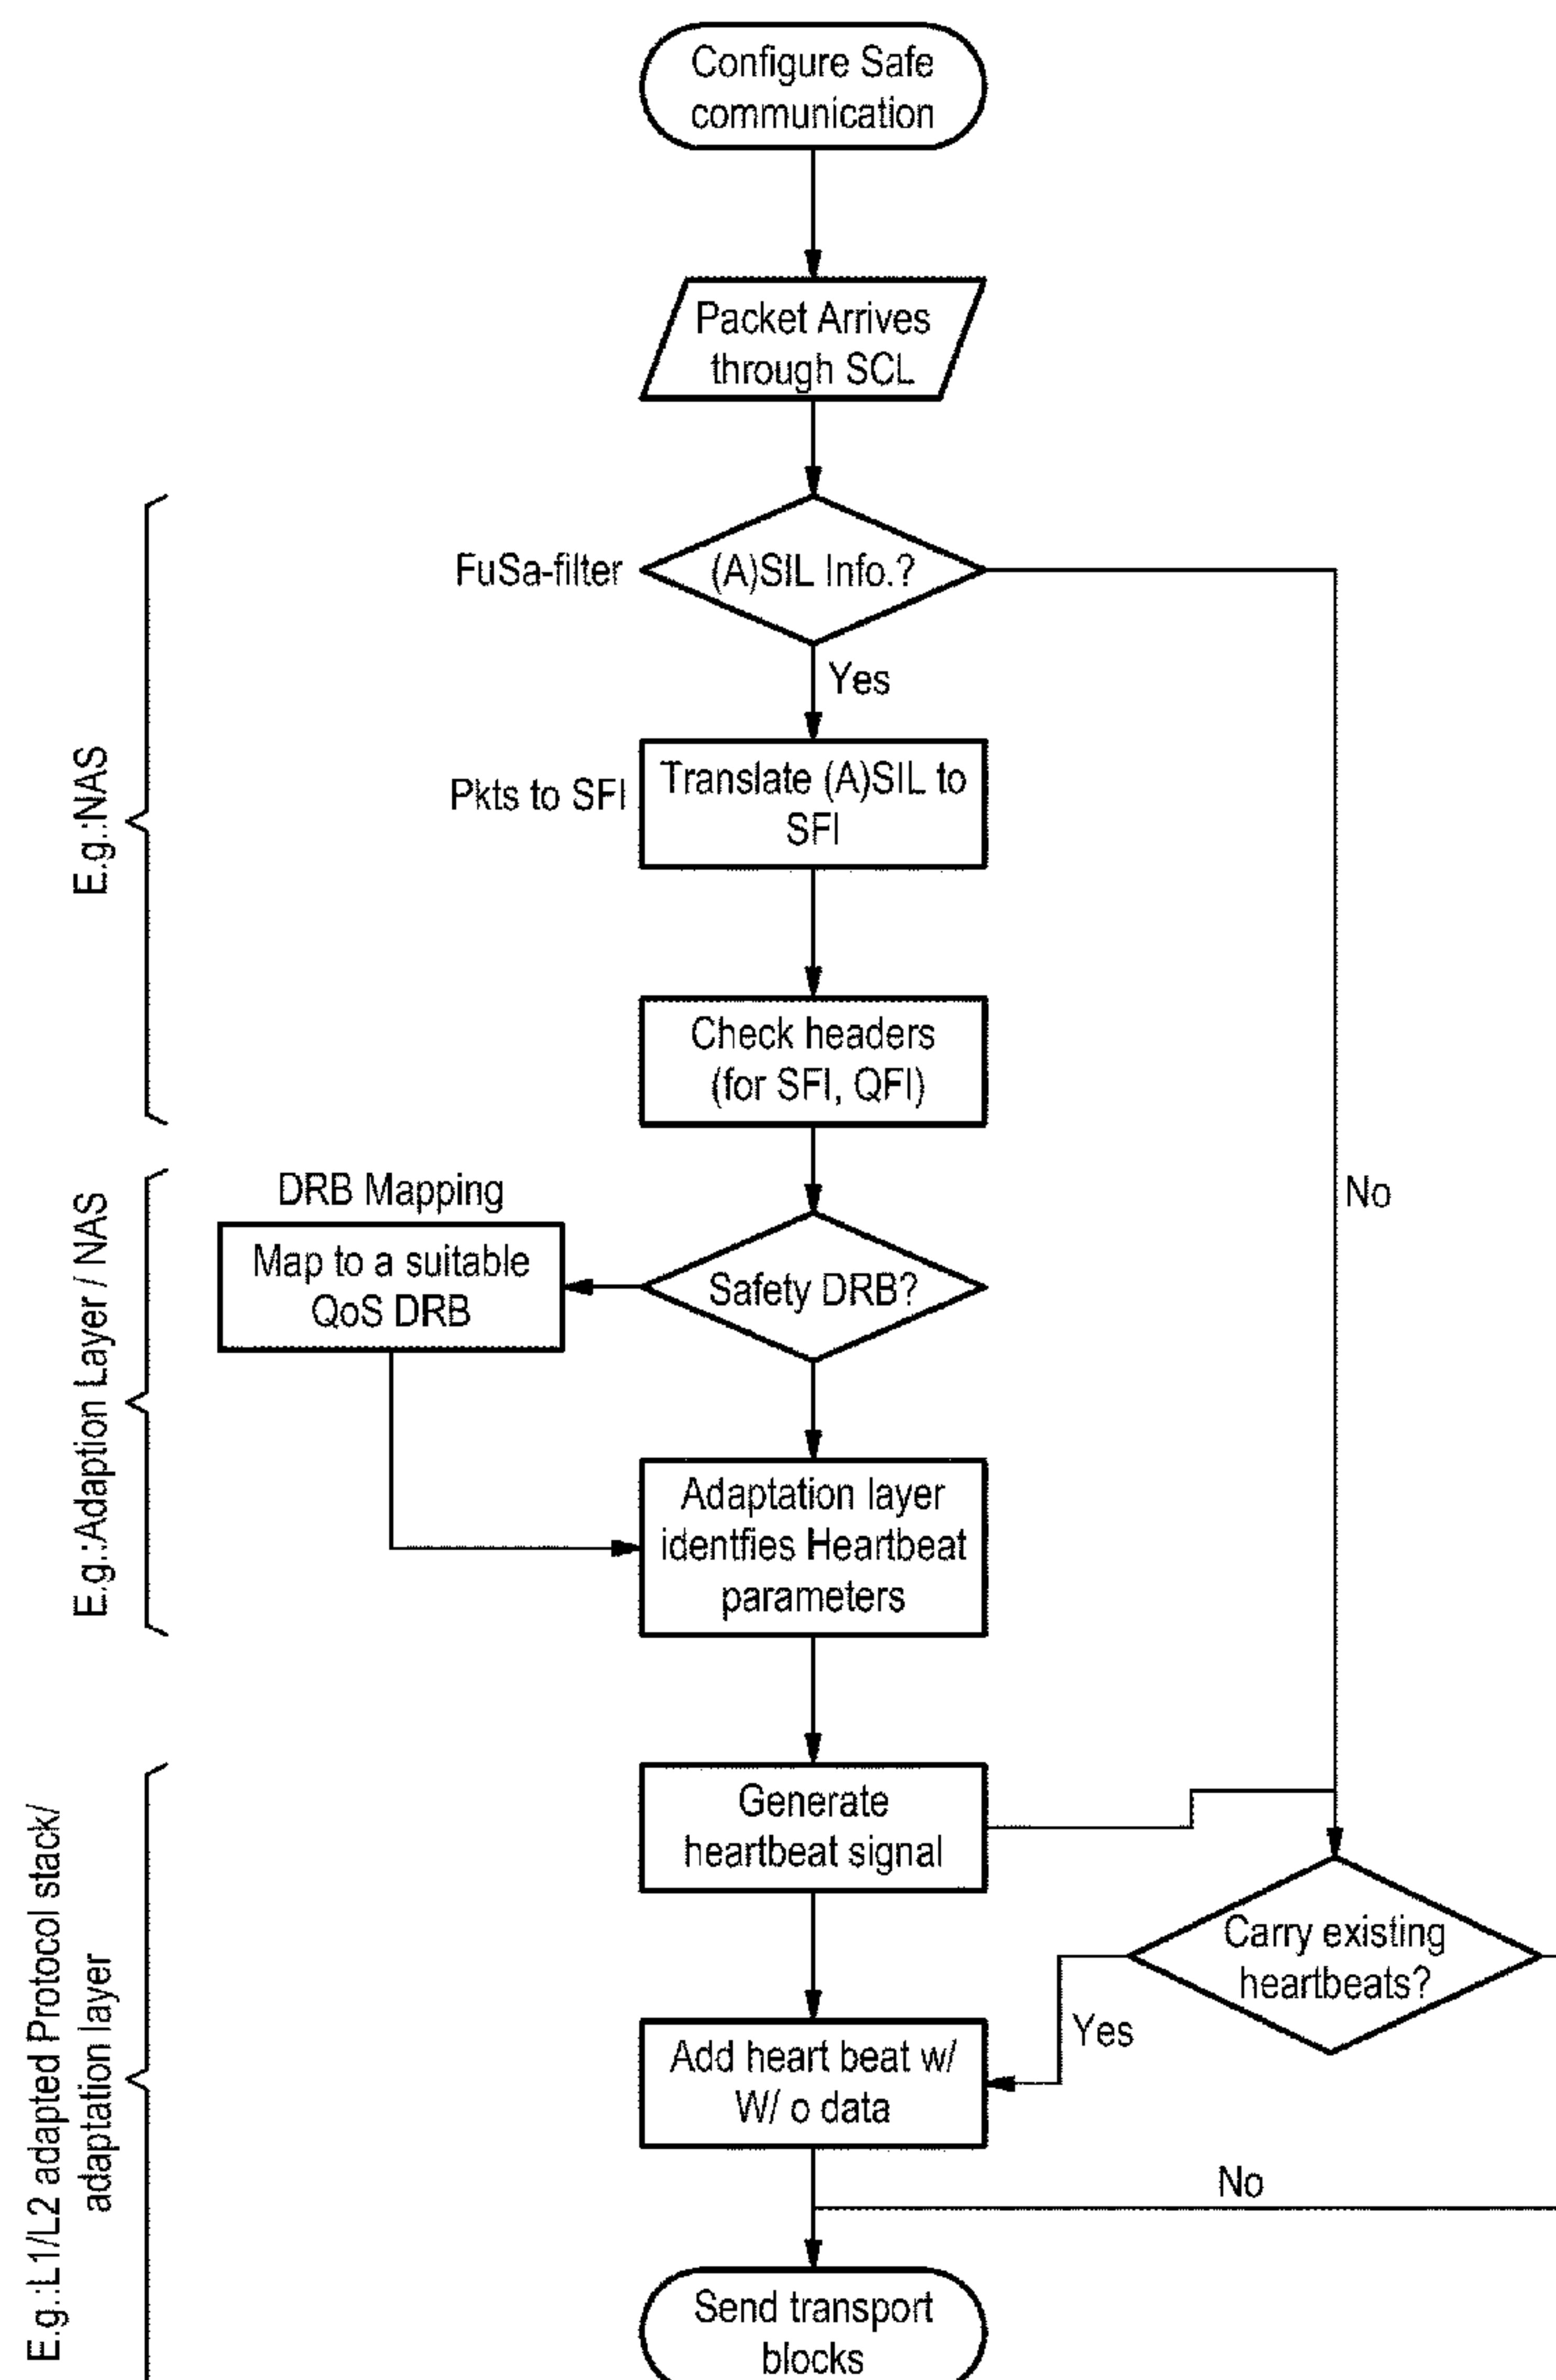 Configure Safe
communication
Packet Arrives
through SCL
FuSa-filter
(A)SIL Info.?
Yes
E.g.:NAS
Pkts to SFI
Translate (A)SIL to
SFI
Check headers
(for SFI, QFI)
No
E.g.:Adaption Layer / NAS
DRB Mapping
Map to a suitable
QoS DRB
Safety DRB?
Adaptation layer
identfies Heartbeat
parameters
E.g.:L1/L2 adapted Protocol stack/
adaptation layer
Generate
heartbeat signal
Carry existing
heartbeats?
Yes
Add heart beat w/
W/ o data
No
Send transport
blocks